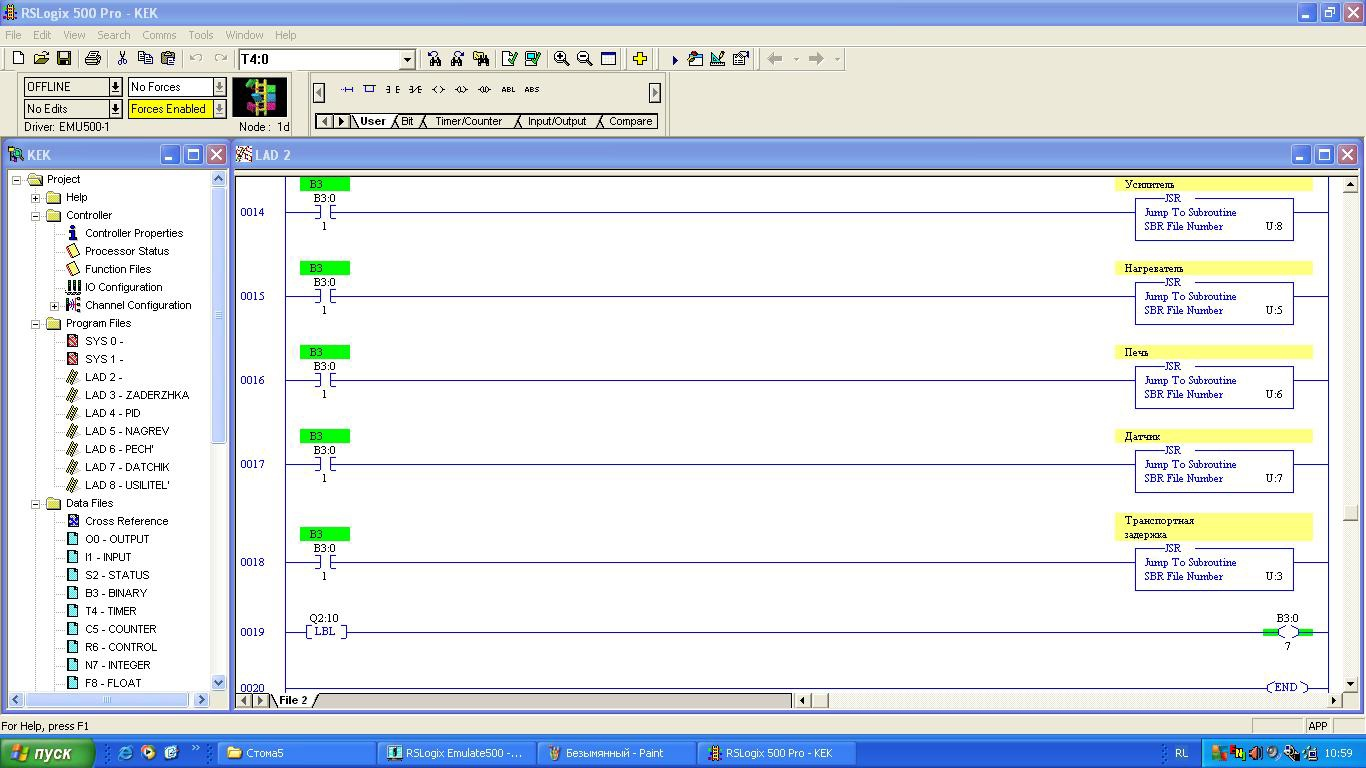 RSLogix 500 Pro - KEK
File Edit View Search Comms Tools Window Help
T4:0
OFFLINE No Forces
No Edits Forces Enabled
Driver: EMU500-1 Node : 1d
ABL ABS
User Bit Timer/Counter Input/Output Compare
KEK
Project
Help
Controller
Controller Properties
Processor Status
Function Files
IO Configuration
Channel Configuration
Program Files
SYS 0 -
SYS 1 -
LAD 2 -
LAD 3 - ZADERZHKA
LAD 4 - PID
LAD 5 - NAGREV
LAD 6 - PECH'
LAD 7 - DATCHIK
LAD 8 - USILITEL'
Data Files
Cross Reference
O0 - OUTPUT
I1 - INPUT
S2 - STATUS
B3 - BINARY
T4 - TIMER
C5 - COUNTER
R6 - CONTROL
N7 - INTEGER
F8 - FLOAT
LAD 2
B3 Усилитель
B3:0 JSR
0014 Jump To Subroutine
1 SBR File Number U:8
B3 Нагреватель
B3:0 JSR
0015 Jump To Subroutine
1 SBR File Number U:5
B3 Печь
B3:0 JSR
0016 Jump To Subroutine
1 SBR File Number U:6
B3 Датчик
B3:0 JSR
0017 Jump To Subroutine
1 SBR File Number U:7
Транспортная
B3 задержка
B3:0 JSR
0018 Jump To Subroutine
1 SBR File Number U:3
Q2:10 B3:0
0019 LBL
7
0020 END
File 2
For Help, press F1 APP
пуск Стома5 RSLogix Emulate500 -... Безымянный - Paint RSLogix 500 Pro - KEK RL 10:59